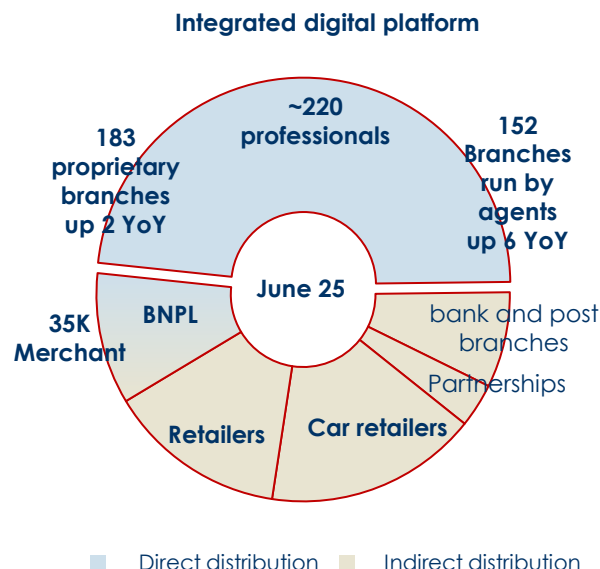 Integrated digital platform
~220
professionals
183
proprietary
branches
up 2 YoY
152
Branches
run by
agents
up 6 YoY
June 25
BNPL
35K
Merchant
bank and post
branches
Partnerships
Retailers
Car retailers
Direct distribution
Indirect distribution